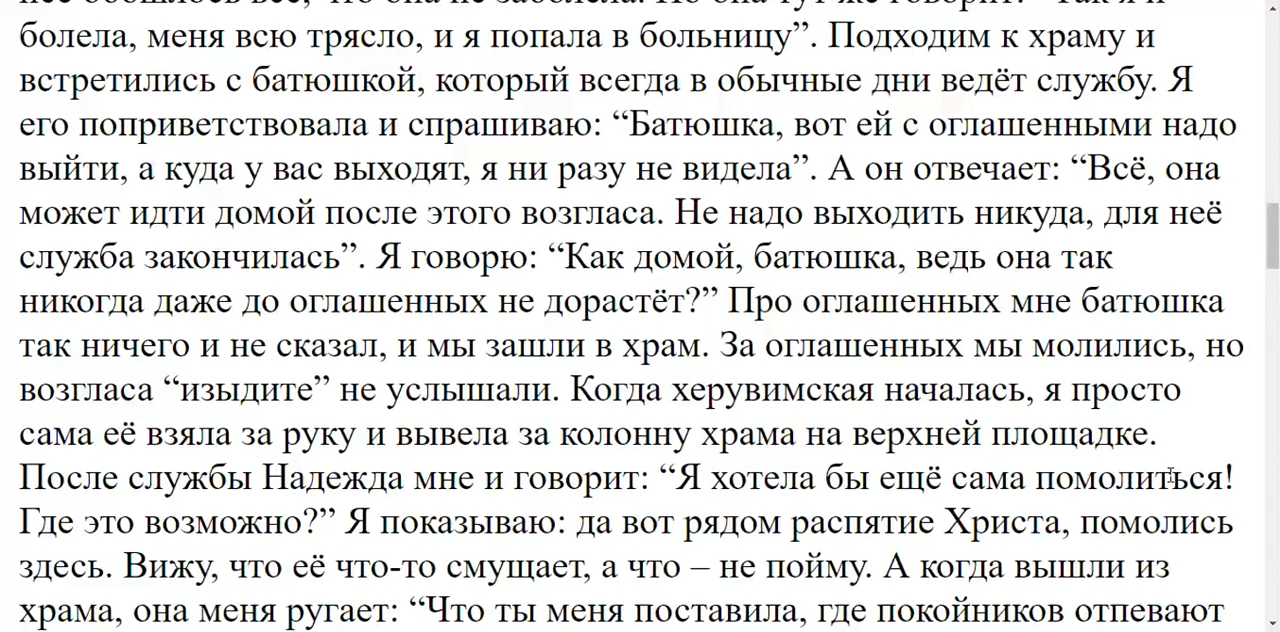 болела, меня всю трясло, и я попала в больницу”. Подходим к храму и
встретились с батюшкой, который всегда в обычные дни ведёт службу. Я
его поприветствовала и спрашиваю: “Батюшка, вот ей с оглашенными надо
выйти, а куда у вас выходят, я ни разу не видела”. А он отвечает: “Всё, она
может идти домой после этого возгласа. Не надо выходить никуда, для неё
служба закончилась”. Я говорю: “Как домой, батюшка, ведь она так
никогда даже до оглашенных не дорастёт?” Про оглашенных мне батюшка
так ничего и не сказал, и мы зашли в храм. За оглашенных мы молились, но
возгласа “изыдите” не услышали. Когда херувимская началась, я просто
сама её взяла за руку и вывела за колонну храма на верхней площадке.
После службы Надежда мне и говорит: “Я хотела бы ещё сама помолиться!
Где это возможно?” Я показываю: да вот рядом распятие Христа, помолись
здесь. Вижу, что её что-то смущает, а что – не пойму. А когда вышли из
храма, она меня ругает: “Что ты меня поставила, где покойников отпевают